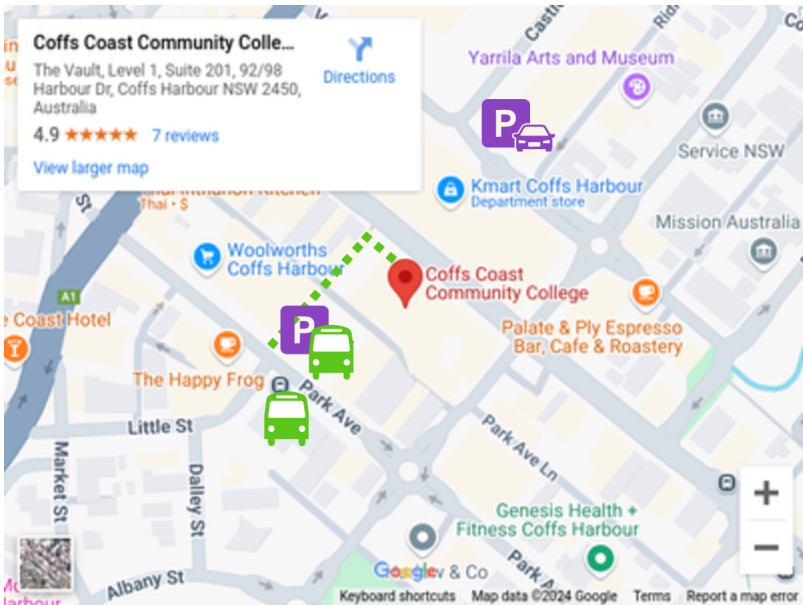 Coffs Coast Community Colle...
The Vault, Level 1, Suite 201, 92/98
Harbour Dr, Coffs Harbour NSW 2450,
Australia
4.9
7 reviews
View larger map
Directions
Yarrila Arts and Museum
P
Service NSW
Kmart Coffs Harbour
Department store
Mission Australia
Thai • $
St
Woolworths
Coffs Harbour
Coffs Coast
Community College
A1
Coast Hotel
P
Palate & Ply Espresso
Bar, Cafe & Roastery
The Happy Frog
Park Ave
Little St
Market St
Dalley St
Park Ave Ln
Genesis Health +
Fitness Coffs Harbour
Albany St
Google
v & Co
Park A
Keyboard shortcuts
Map data ©2024 Google
Terms
Report a map error